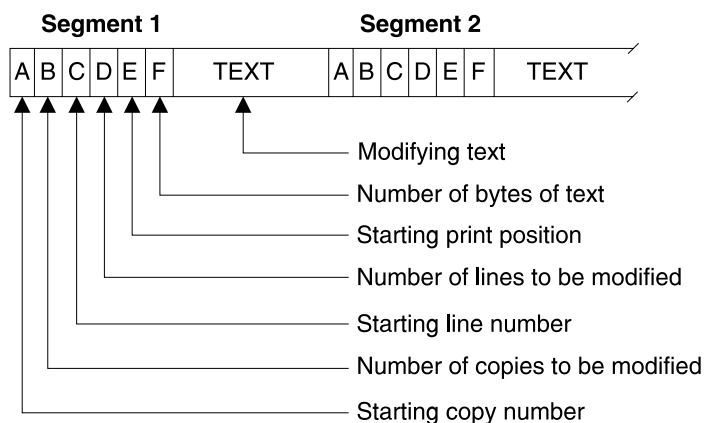 Segment 1 Segment 2
A B C D E F TEXT A B C D E F TEXT
Modifying text
Number of bytes of text
Starting print position
Number of lines to be modified
Starting line number
Number of copies to be modified
Starting copy number